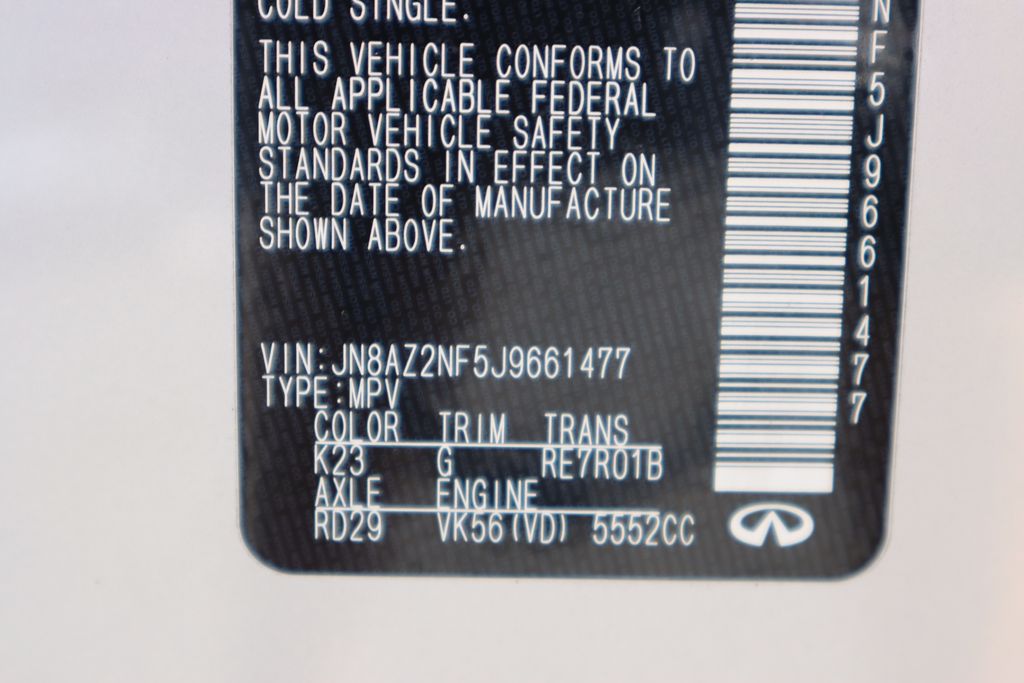 COLD SINGLE.
THIS VEHICLE CONFORMS TO
ALL APPLICABLE FEDERAL
MOTOR VEHICLE SAFETY
STANDARDS IN EFFECT ON
THE DATE OF MANUFACTURE
SHOWN ABOVE.
VIN:JN8AZ2NF5J9661477
TYPE:MPV
COLOR TRIM TRANS
K23 G RE7R01B
AXLE ENGINE
RD29 VK56(VD) 5552CC
NF5J9661477